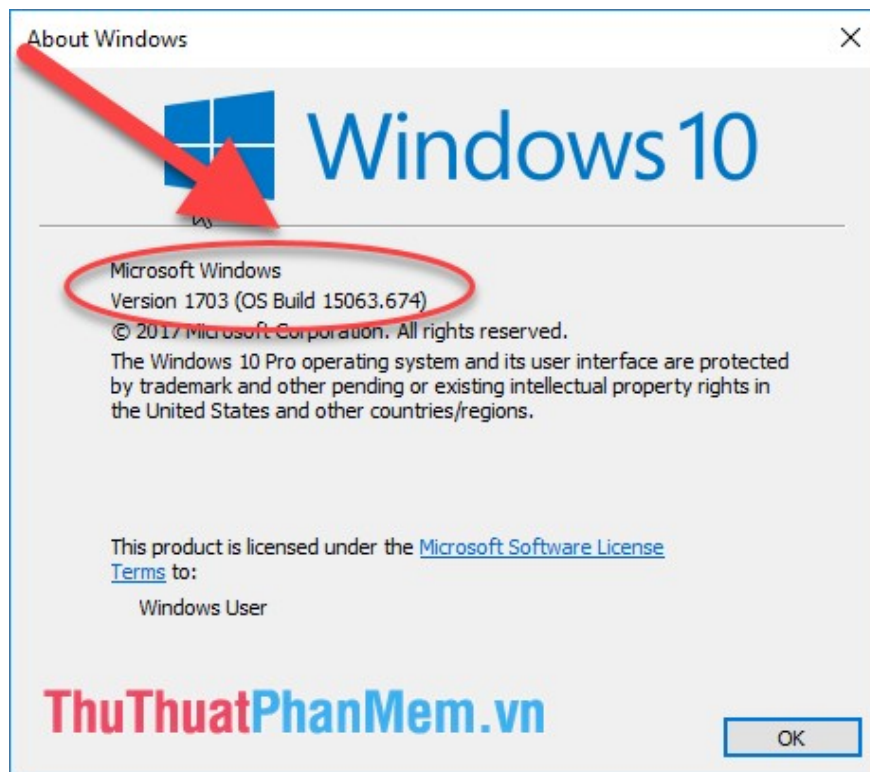 About Windows
Windows 10
Microsoft Windows
Version 1703 (OS Build 15063.674)
© 2017 Microsoft Corporation. All rights reserved.
The Windows 10 Pro operating system and its user interface are protected
by trademark and other pending or existing intellectual property rights in
the United States and other countries/regions.
This product is licensed under the Microsoft Software License
Terms to:
Windows User
ThuThuatPhanMem.vn
OK